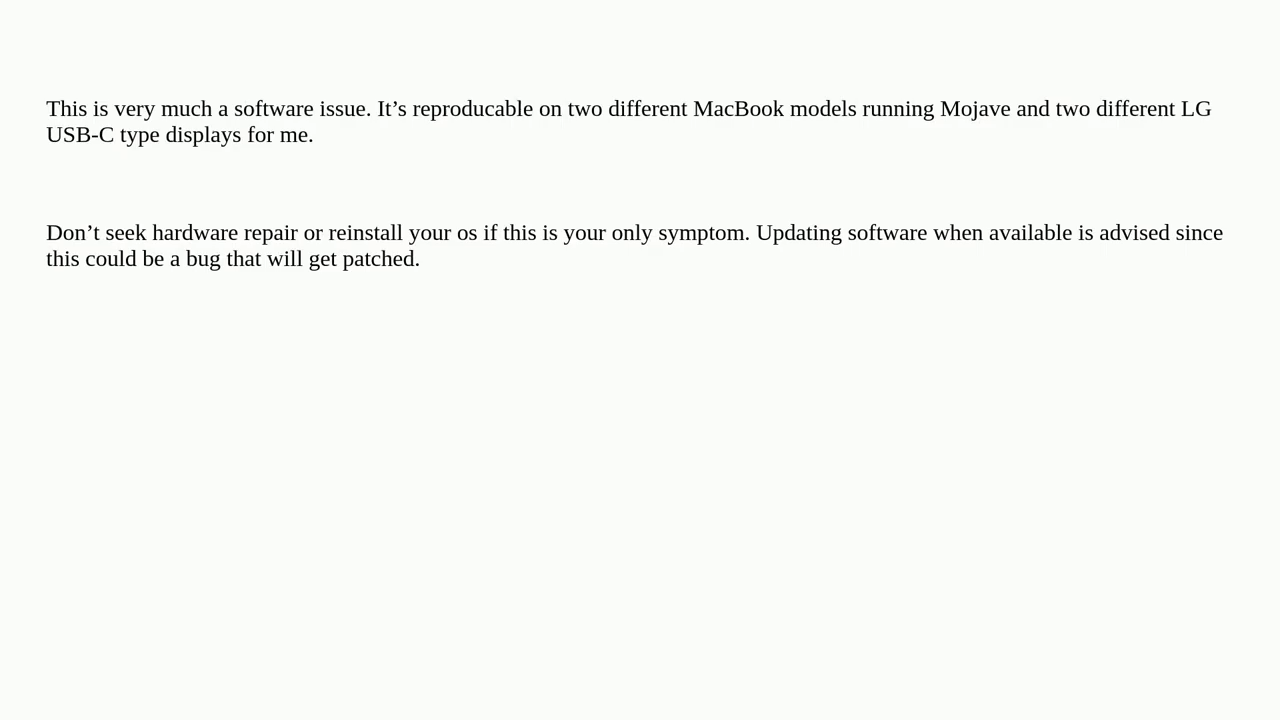 This is very much a software issue. It’s reproducable on two different MacBook models running Mojave and two different LG
USB-C type displays for me.
Don’t seek hardware repair or reinstall your os if this is your only symptom. Updating software when available is advised since
this could be a bug that will get patched.